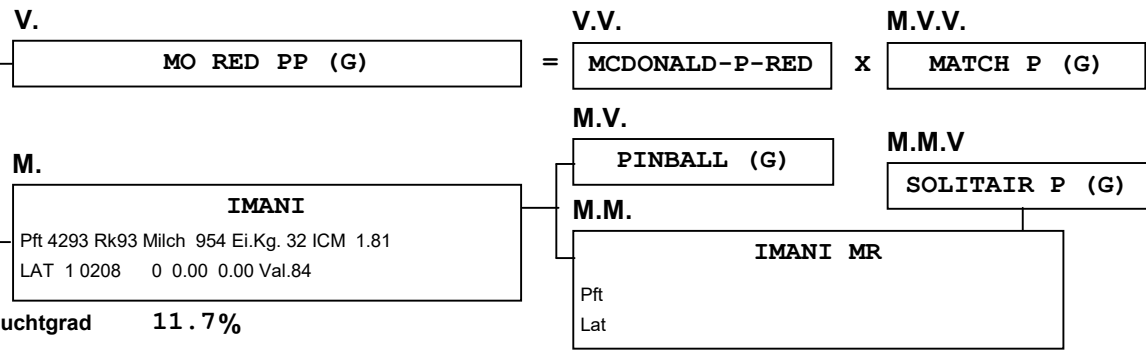 V.
V.V.
M.V.V.
MO RED PP (G)
=
MCDONALD-P-RED
X
MATCH P (G)
M.V.
PINBALL (G)
M.M.V
SOLITAIR P (G)
M.
IMANI
Pft 4293 Rk93 Milch 954 Ei.Kg. 32 ICM 1.81
LAT 1 0208 0 0.00 0.00 Val.84
M.M.
IMANI MR
Pft
Lat
uchtgrad 11.7%